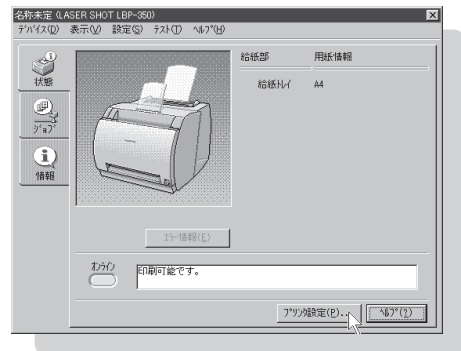 名称未定 (LASER SHOT LBP-350)
ﾃﾞﾊﾞｲｽ(D) 表示(V) 設定(S) ﾃｽﾄ(T) ﾍﾙﾌﾟ(H)
状態
ｼﾞｮﾌﾞ
情報
給紙部 用紙情報
給紙ﾄﾚｲ A4
ｴﾗｰ情報(E)
ｵﾝﾗｲﾝ
印刷可能です。
ﾌﾟﾘﾝﾀ設定(P)... ﾍﾙﾌﾟ(?)